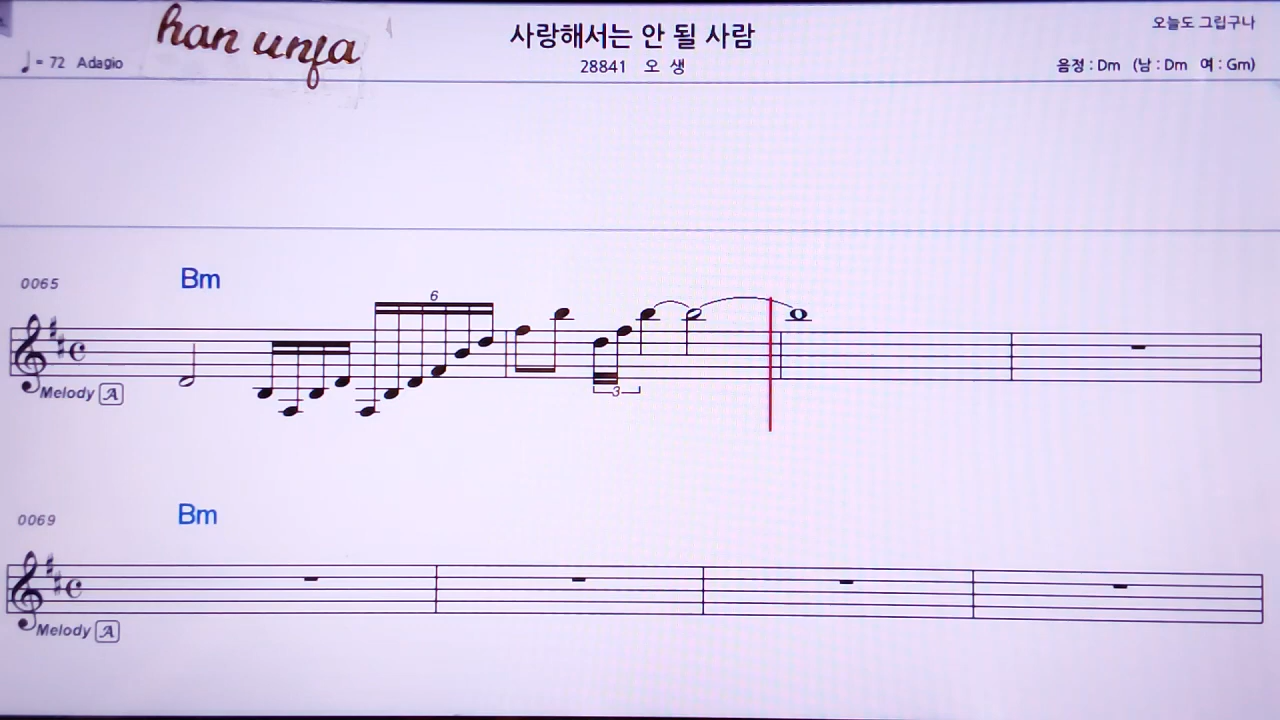 han unfa
사랑해서는 안 될 사람
오늘도 그립구나
= 72 Adagio
28841 오 생
음정 : Dm (남 : Dm 여 : Gm)
0065
Bm
6
Melody A
3
0069
Bm
Melody A